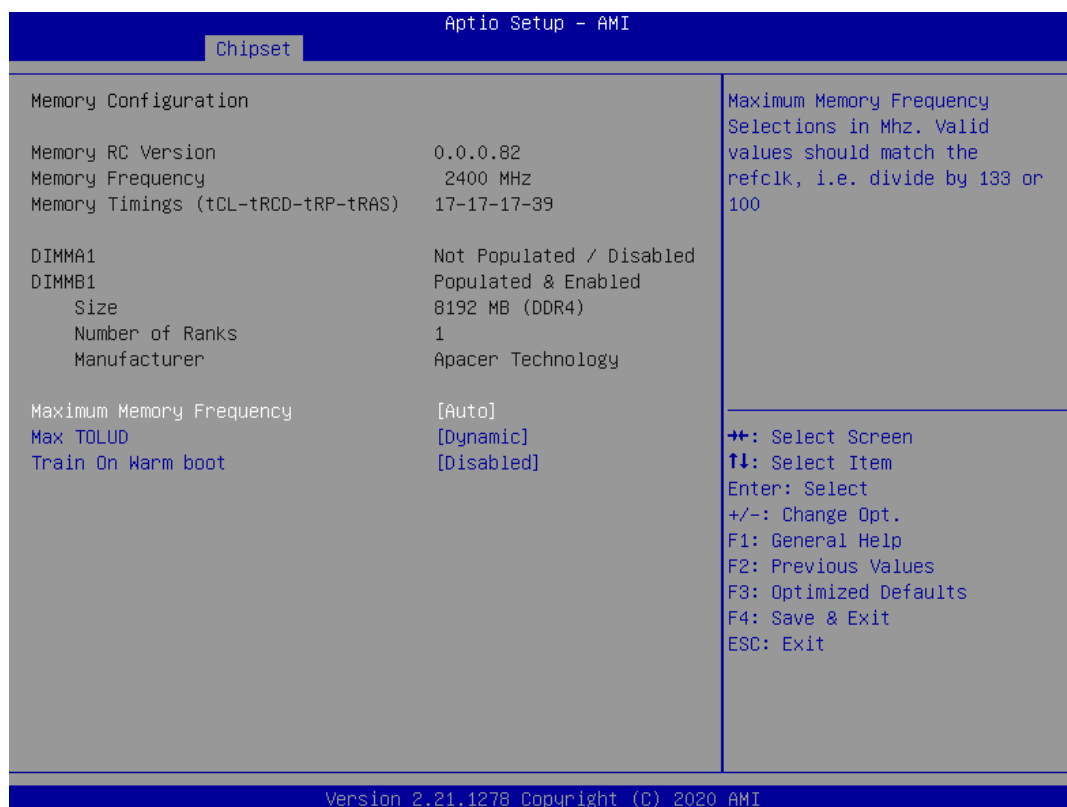 Aptio Setup – AMI
Chipset
Memory Configuration
Memory RC Version 0.0.0.82
Memory Frequency 2400 MHz
Memory Timings (tCL-tRCD-tRP-tRAS) 17-17-17-39
DIMMA1 Not Populated / Disabled
DIMMB1 Populated & Enabled
Size 8192 MB (DDR4)
Number of Ranks 1
Manufacturer Apacer Technology
Maximum Memory Frequency [Auto]
Max TOLUD [Dynamic]
Train On Warm boot [Disabled]
Maximum Memory Frequency
Selections in Mhz. Valid
values should match the
refclk, i.e. divide by 133 or
100
→←: Select Screen
↑↓: Select Item
Enter: Select
+/-: Change Opt.
F1: General Help
F2: Previous Values
F3: Optimized Defaults
F4: Save & Exit
ESC: Exit
Version 2.21.1278 Copyright (C) 2020 AMI